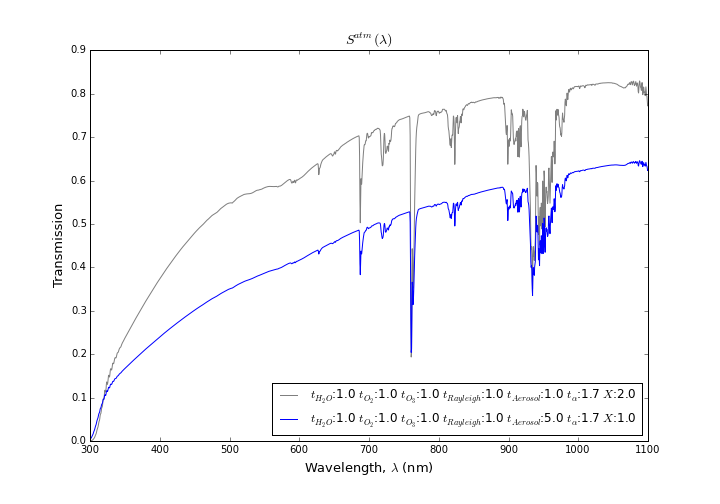 S^{atm}(λ)
0.9
0.8
0.7
0.6
0.5
0.4
0.3
0.2
0.1
0.0
Transmission
t_{H_2O}:1.0 t_{O_2}:1.0 t_{O_3}:1.0 t_{Rayleigh}:1.0 t_{Aerosol}:1.0 t_α:1.7 X:2.0
t_{H_2O}:1.0 t_{O_2}:1.0 t_{O_3}:1.0 t_{Rayleigh}:1.0 t_{Aerosol}:5.0 t_α:1.7 X:1.0
300 400 500 600 700 800 900 1000 1100
Wavelength, λ (nm)